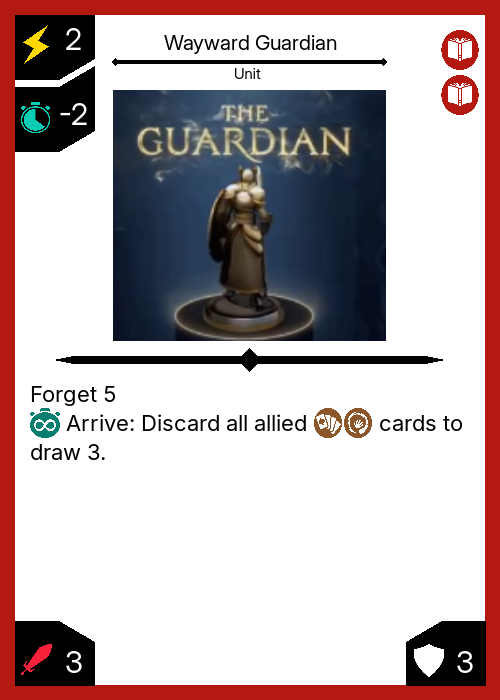 2
Wayward Guardian
Unit
-2
THE
GUARDIAN
Forget 5
Arrive: Discard all allied cards to
draw 3.
3
3